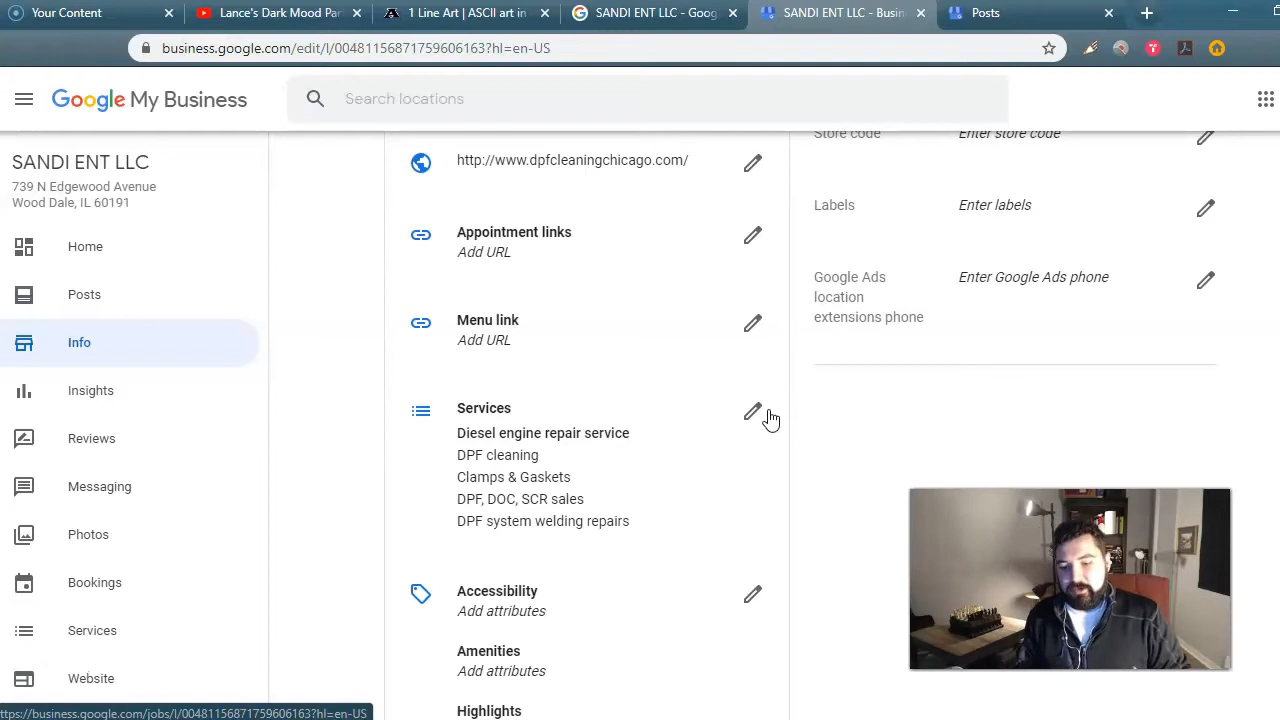 Your Content
Lance's Dark Mood Par
1 Line Art | ASCII art in
SANDI ENT LLC - Goog
SANDI ENT LLC - Busin
Posts
business.google.com/edit/l/00481156871759606163?hl=en-US
Google My Business
Search locations
SANDI ENT LLC
739 N Edgewood Avenue
Wood Dale, IL 60191
Home
Posts
Info
Insights
Reviews
Messaging
Photos
Bookings
Services
Website
http://www.dpfcleaningchicago.com/
Appointment links
Add URL
Menu link
Add URL
Services
Diesel engine repair service
DPF cleaning
Clamps & Gaskets
DPF, DOC, SCR sales
DPF system welding repairs
Accessibility
Add attributes
Amenities
Add attributes
Highlights
Store code
Enter store code
Labels
Enter labels
Google Ads
location
extensions phone
Enter Google Ads phone
https://business.google.com/jobs/l/00481156871759606163?hl=en-US